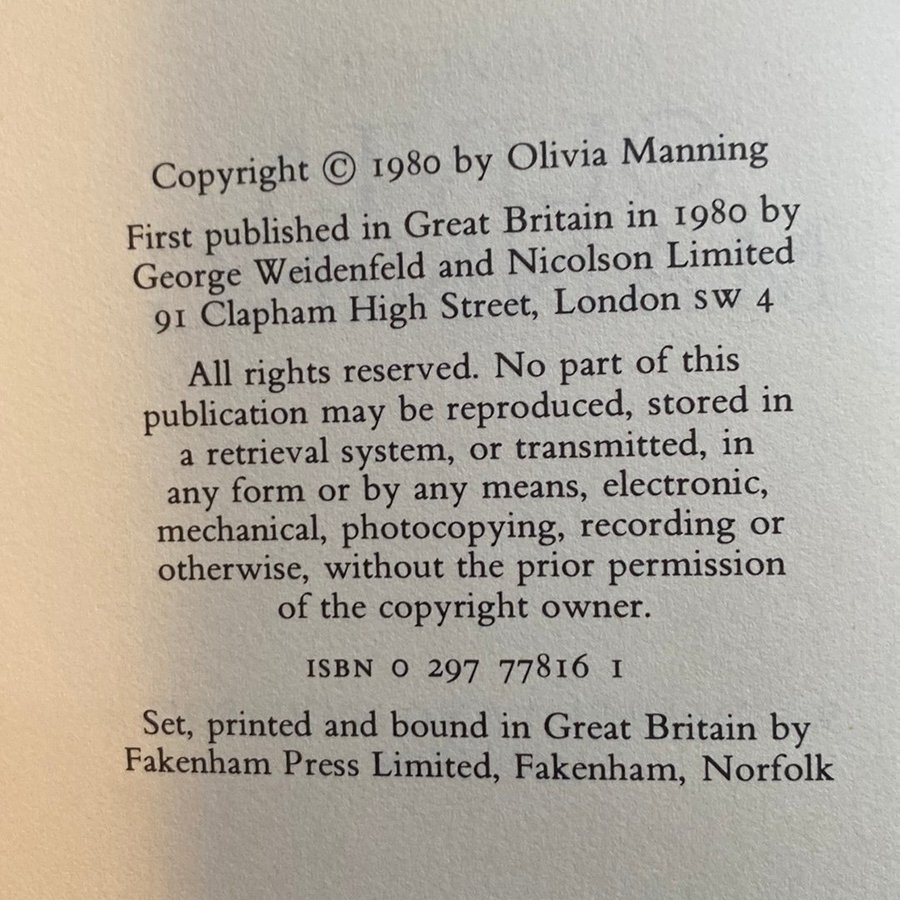 Copyright © 1980 by Olivia Manning
First published in Great Britain in 1980 by
George Weidenfeld and Nicolson Limited
91 Clapham High Street, London SW 4
All rights reserved. No part of this
publication may be reproduced, stored in
a retrieval system, or transmitted, in
any form or by any means, electronic,
mechanical, photocopying, recording or
otherwise, without the prior permission
of the copyright owner.
ISBN 0 297 77816 1
Set, printed and bound in Great Britain by
Fakenham Press Limited, Fakenham, Norfolk